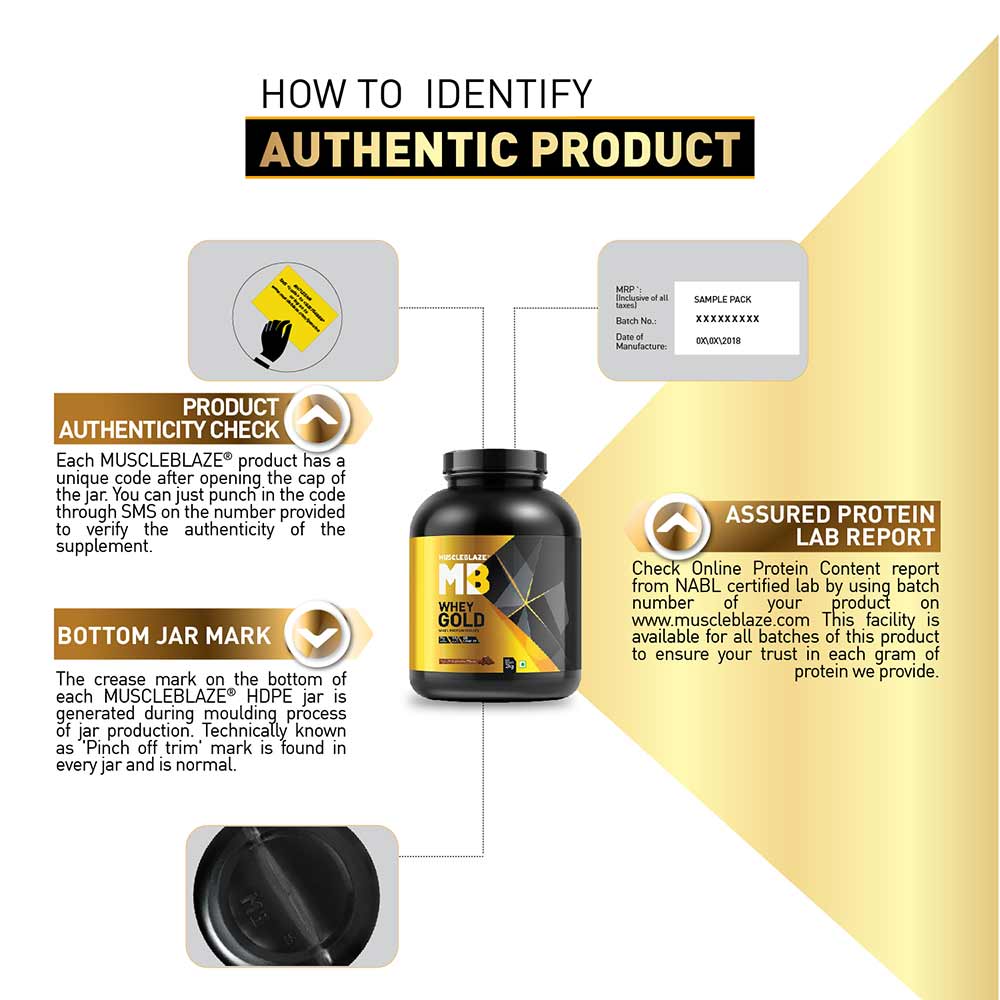 HOW TO IDENTIFY
AUTHENTIC PRODUCT
MRP*:
(Inclusive of all
taxes)
SAMPLE PACK
Batch No.:
XXXXXXXXX
Date of
Manufacture:
0X\0X\2018
PRODUCT
AUTHENTICITY CHECK
Each MUSCLEBLAZE® product has a
unique code after opening the cap of
the jar. You can just punch in the code
through SMS on the number provided
to verify the authenticity of the
supplement.
BOTTOM JAR MARK
The crease mark on the bottom of
each MUSCLEBLAZE® HDPE jar is
generated during moulding process
of jar production. Technically known
as 'Pinch off trim' mark is found in
every jar and is normal.
MUSCLEBLAZE®
MB
WHEY
GOLD
WHEY PROTEIN ISOLATE
2kg
ASSURED PROTEIN
LAB REPORT
Check Online Protein Content report
from NABL certified lab by using batch
number of your product on
www.muscleblaze.com This facility is
available for all batches of this product
to ensure your trust in each gram of
protein we provide.
MB